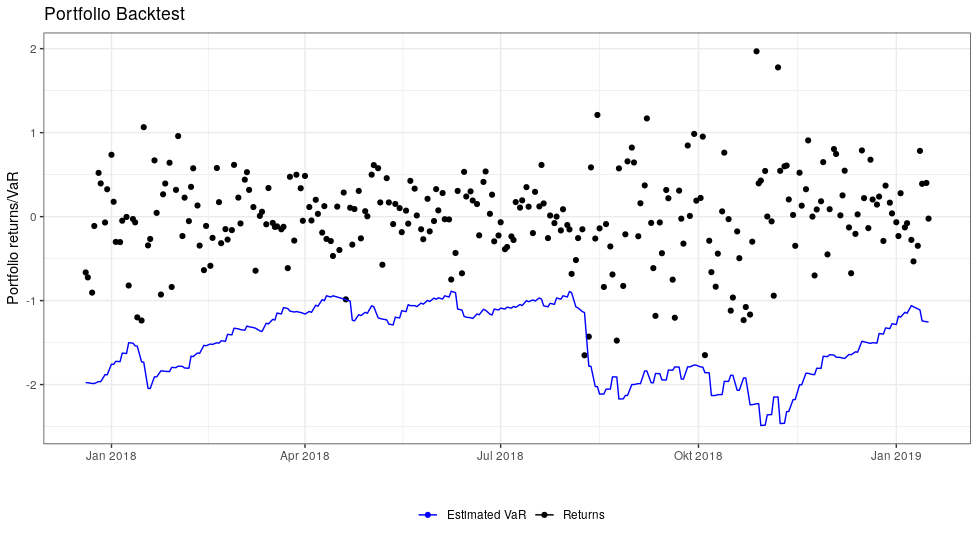 Portfolio Backtest
Portfolio returns/VaR
2
1
0
-1
-2
Jan 2018
Apr 2018
Jul 2018
Okt 2018
Jan 2019
Estimated VaR
Returns